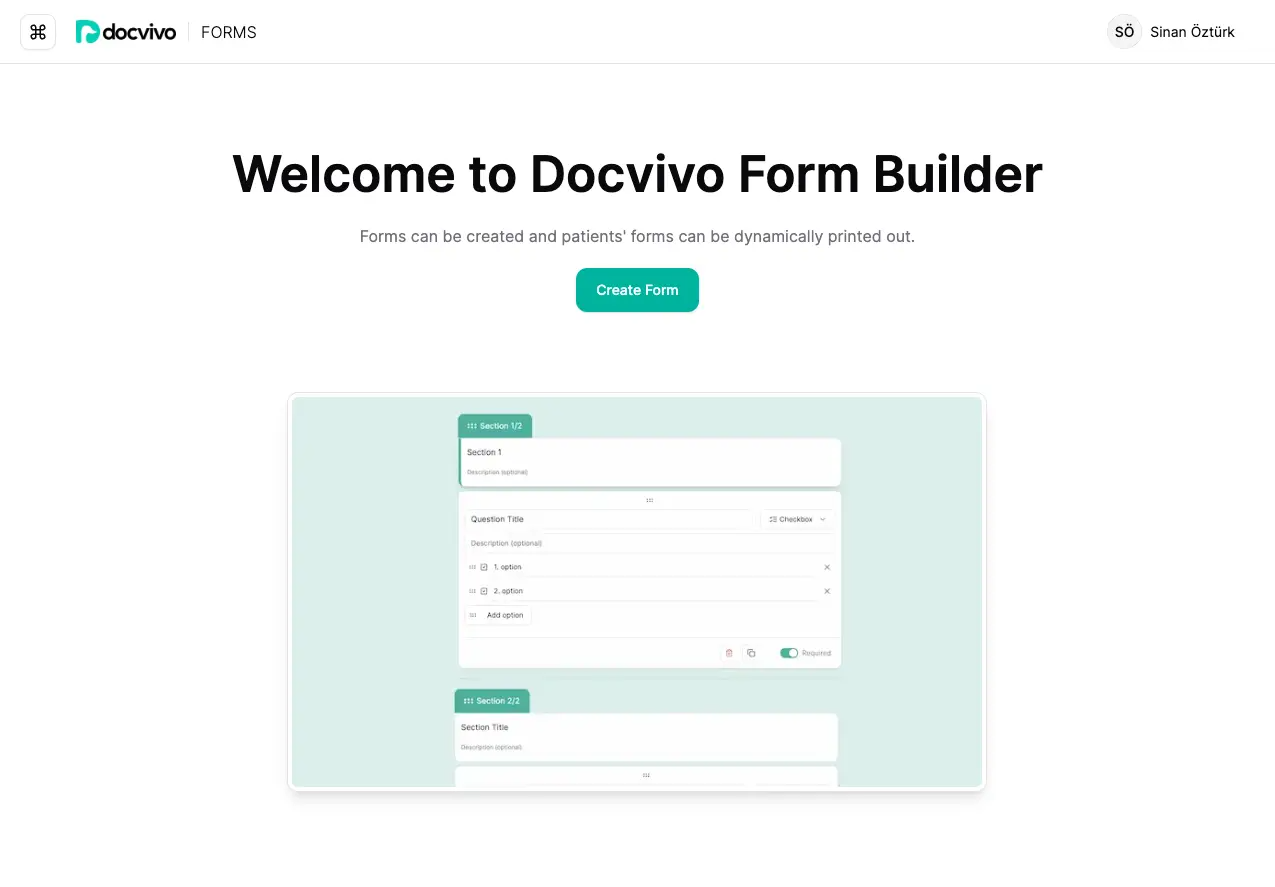 docvivo
FORMS
SÖ
Sinan Öztürk
Welcome to Docvivo Form Builder
Forms can be created and patients' forms can be dynamically printed out.
Create Form
Section 1/2
Section 1
Description (optional)
Question Title
Checkbox
Description (optional)
1. option
2. option
Add option
Required
Section 2/2
Section Title
Description (optional)